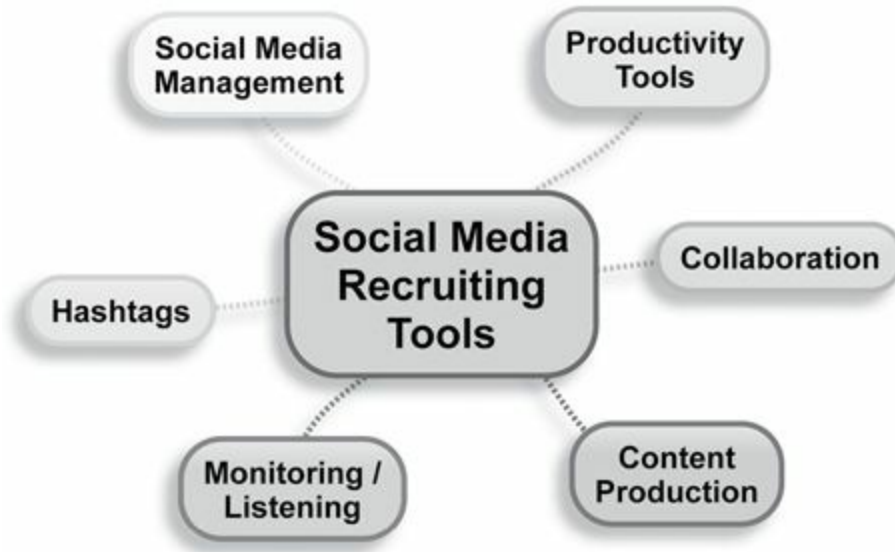 Social Media
Management
Productivity
Tools
Social Media
Recruiting
Tools
Collaboration
Hashtags
Monitoring /
Listening
Content
Production